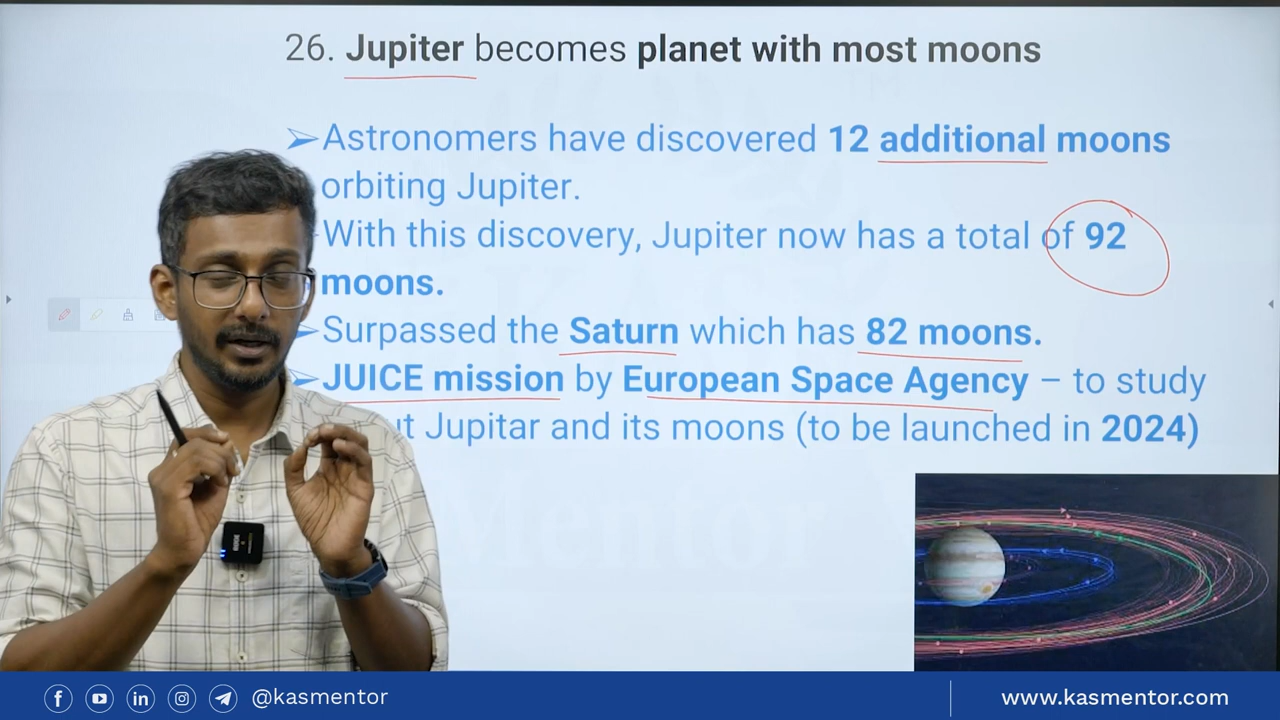 26. Jupiter becomes planet with most moons
➢Astronomers have discovered 12 additional moons
orbiting Jupiter.
With this discovery, Jupiter now has a total of 92
moons.
➢Surpassed the Saturn which has 82 moons.
➢JUICE mission by European Space Agency – to study
ut Jupitar and its moons (to be launched in 2024)
Mentor
@kasmentor
www.kasmentor.com